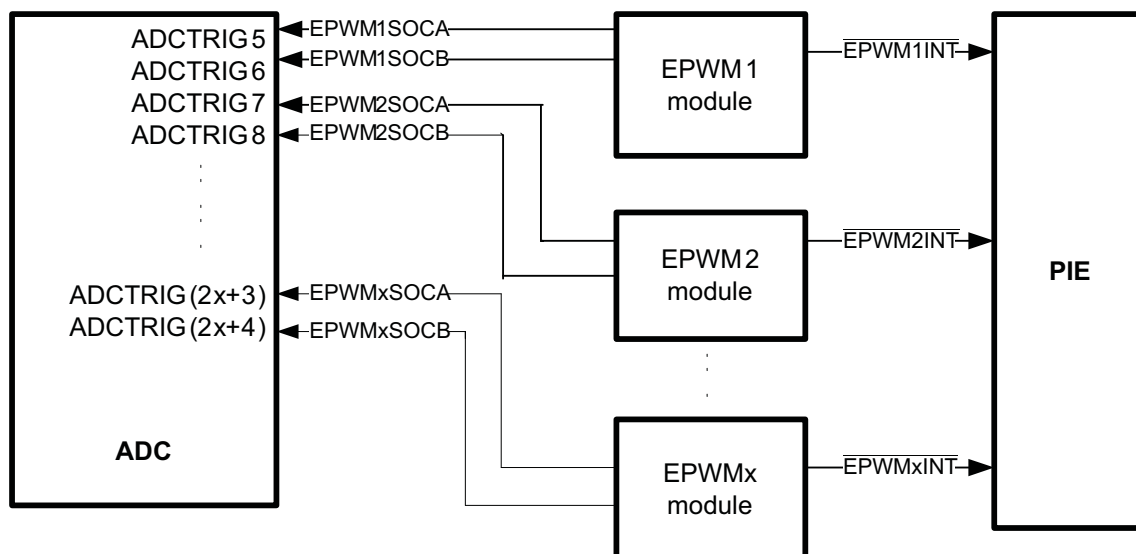 ADCTRIG5
ADCTRIG6
ADCTRIG7
ADCTRIG8
ADCTRIG(2x+3)
ADCTRIG(2x+4)
ADC
EPWM1SOCA
EPWM1SOCB
EPWM2SOCA
EPWM2SOCB
EPWMxSOCA
EPWMxSOCB
EPWM1
module
EPWM2
module
EPWMx
module
EPWM1INT
EPWM2INT
EPWMxINT
PIE